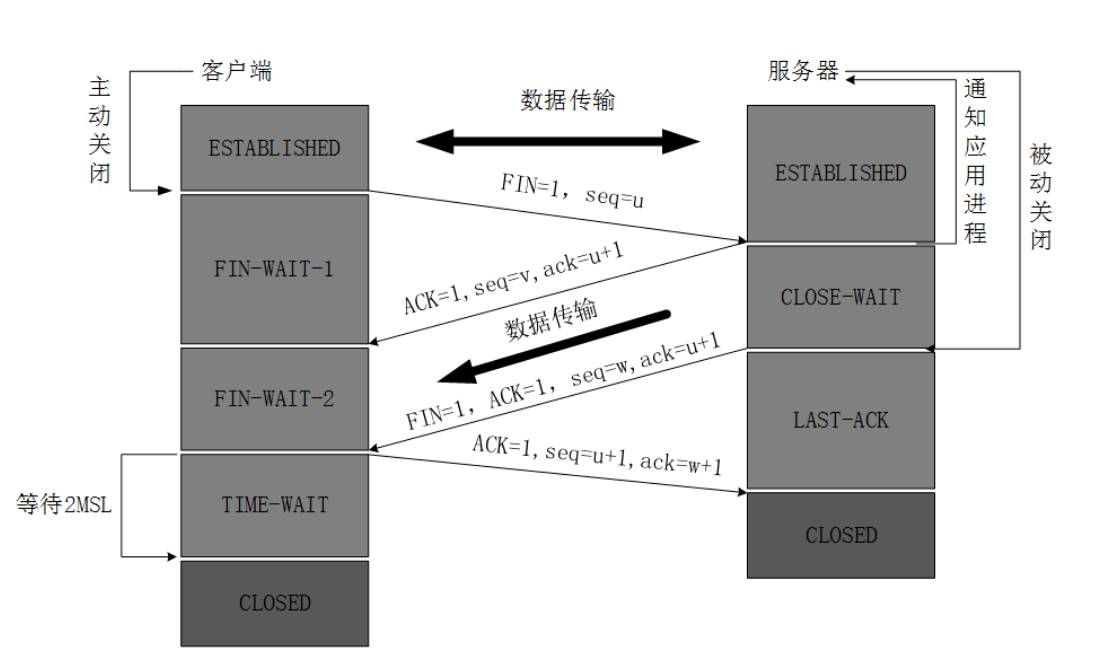 客户端
服务器
主动关闭
数据传输
通知应用进程
被动关闭
ESTABLISHED
ESTABLISHED
FIN=1, seq=u
FIN-WAIT-1
ACK=1,seq=v,ack=u+1
CLOSE-WAIT
数据传输
FIN-WAIT-2
FIN=1, ACK=1, seq=w,ack=u+1
LAST-ACK
ACK=1,seq=u+1,ack=w+1
等待2MSL
TIME-WAIT
CLOSED
CLOSED